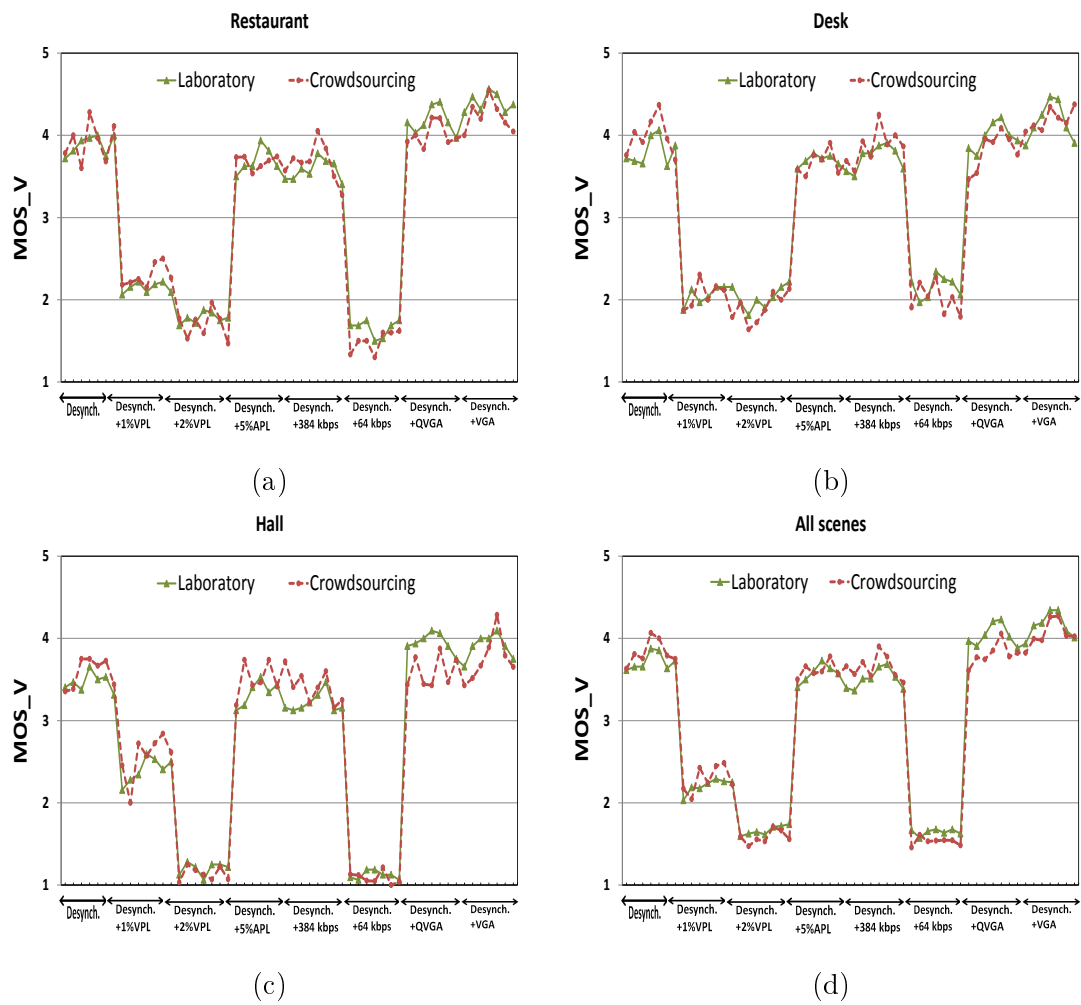 Restaurant
5
4
3
2
1
MOS_V
Laboratory
Crowdsourcing
Desynch.
Desynch. +1%VPL
Desynch. +2%VPL
Desynch. +5%APL
Desynch. +384 kbps
Desynch. +64 kbps
Desynch. +QVGA
Desynch. +VGA
(a)
Desk
5
4
3
2
1
MOS_V
Laboratory
Crowdsourcing
Desynch.
Desynch. +1%VPL
Desynch. +2%VPL
Desynch. +5%APL
Desynch. +384 kbps
Desynch. +64 kbps
Desynch. +QVGA
Desynch. +VGA
(b)
Hall
5
4
3
2
1
MOS_V
Laboratory
Crowdsourcing
Desynch.
Desynch. +1%VPL
Desynch. +2%VPL
Desynch. +5%APL
Desynch. +384 kbps
Desynch. +64 kbps
Desynch. +QVGA
Desynch. +VGA
(c)
All scenes
5
4
3
2
1
MOS_V
Laboratory
Crowdsourcing
Desynch.
Desynch. +1%VPL
Desynch. +2%VPL
Desynch. +5%APL
Desynch. +384 kbps
Desynch. +64 kbps
Desynch. +QVGA
Desynch. +VGA
(d)